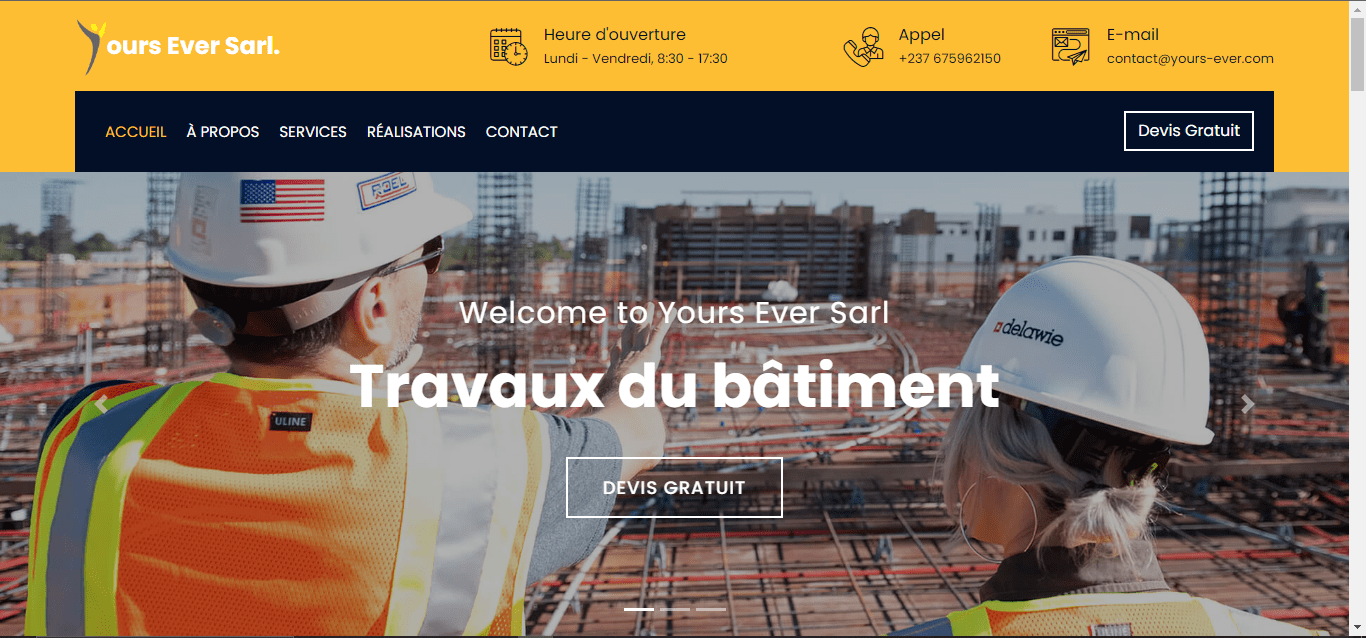 Yours Ever Sarl.
Heure d'ouverture
Lundi - Vendredi, 8:30 - 17:30
Appel
+237 675962150
E-mail
contact@yours-ever.com
ACCUEIL À PROPOS SERVICES RÉALISATIONS CONTACT
Devis Gratuit
ROEL
delawie
Welcome to Yours Ever Sarl
Travaux du bâtiment
ULINE
DEVIS GRATUIT